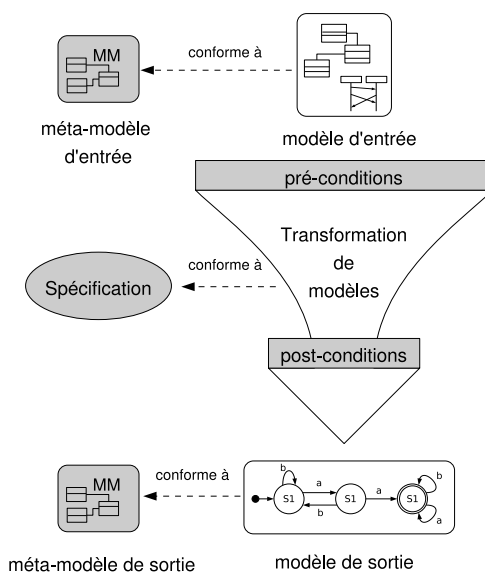 MM
conforme à
méta-modèle
d'entrée
modèle d'entrée
pré-conditions
Transformation
de
modèles
conforme à
Spécification
post-conditions
MM
conforme à
b
a
b
S1
S1
a
S1
b
a
méta-modèle de sortie
modèle de sortie